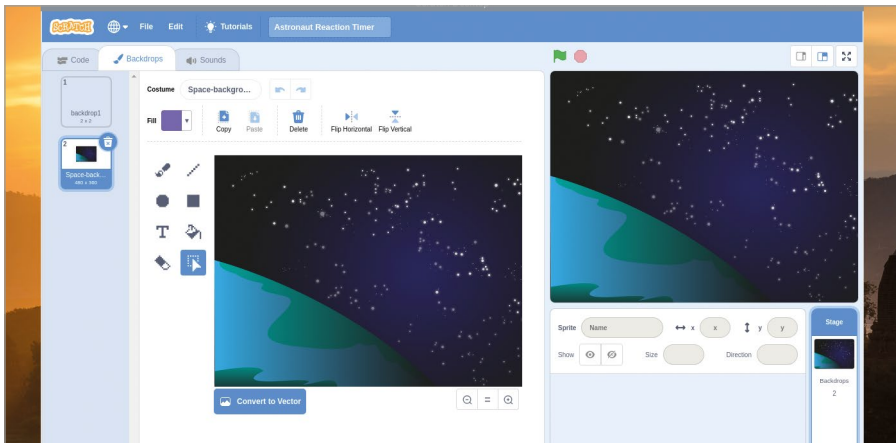 SCRATCH File Edit Tutorials Astronaut Reaction Timer
Code Backdrops Sounds
1
backdrop1
2 x 2
2
Space-back...
480 x 360
Costume Space-backgro...
Fill Copy Paste Delete Flip Horizontal Flip Vertical
T
Convert to Vector
=
Sprite Name x x y y
Show Size Direction
Stage
Backdrops
2